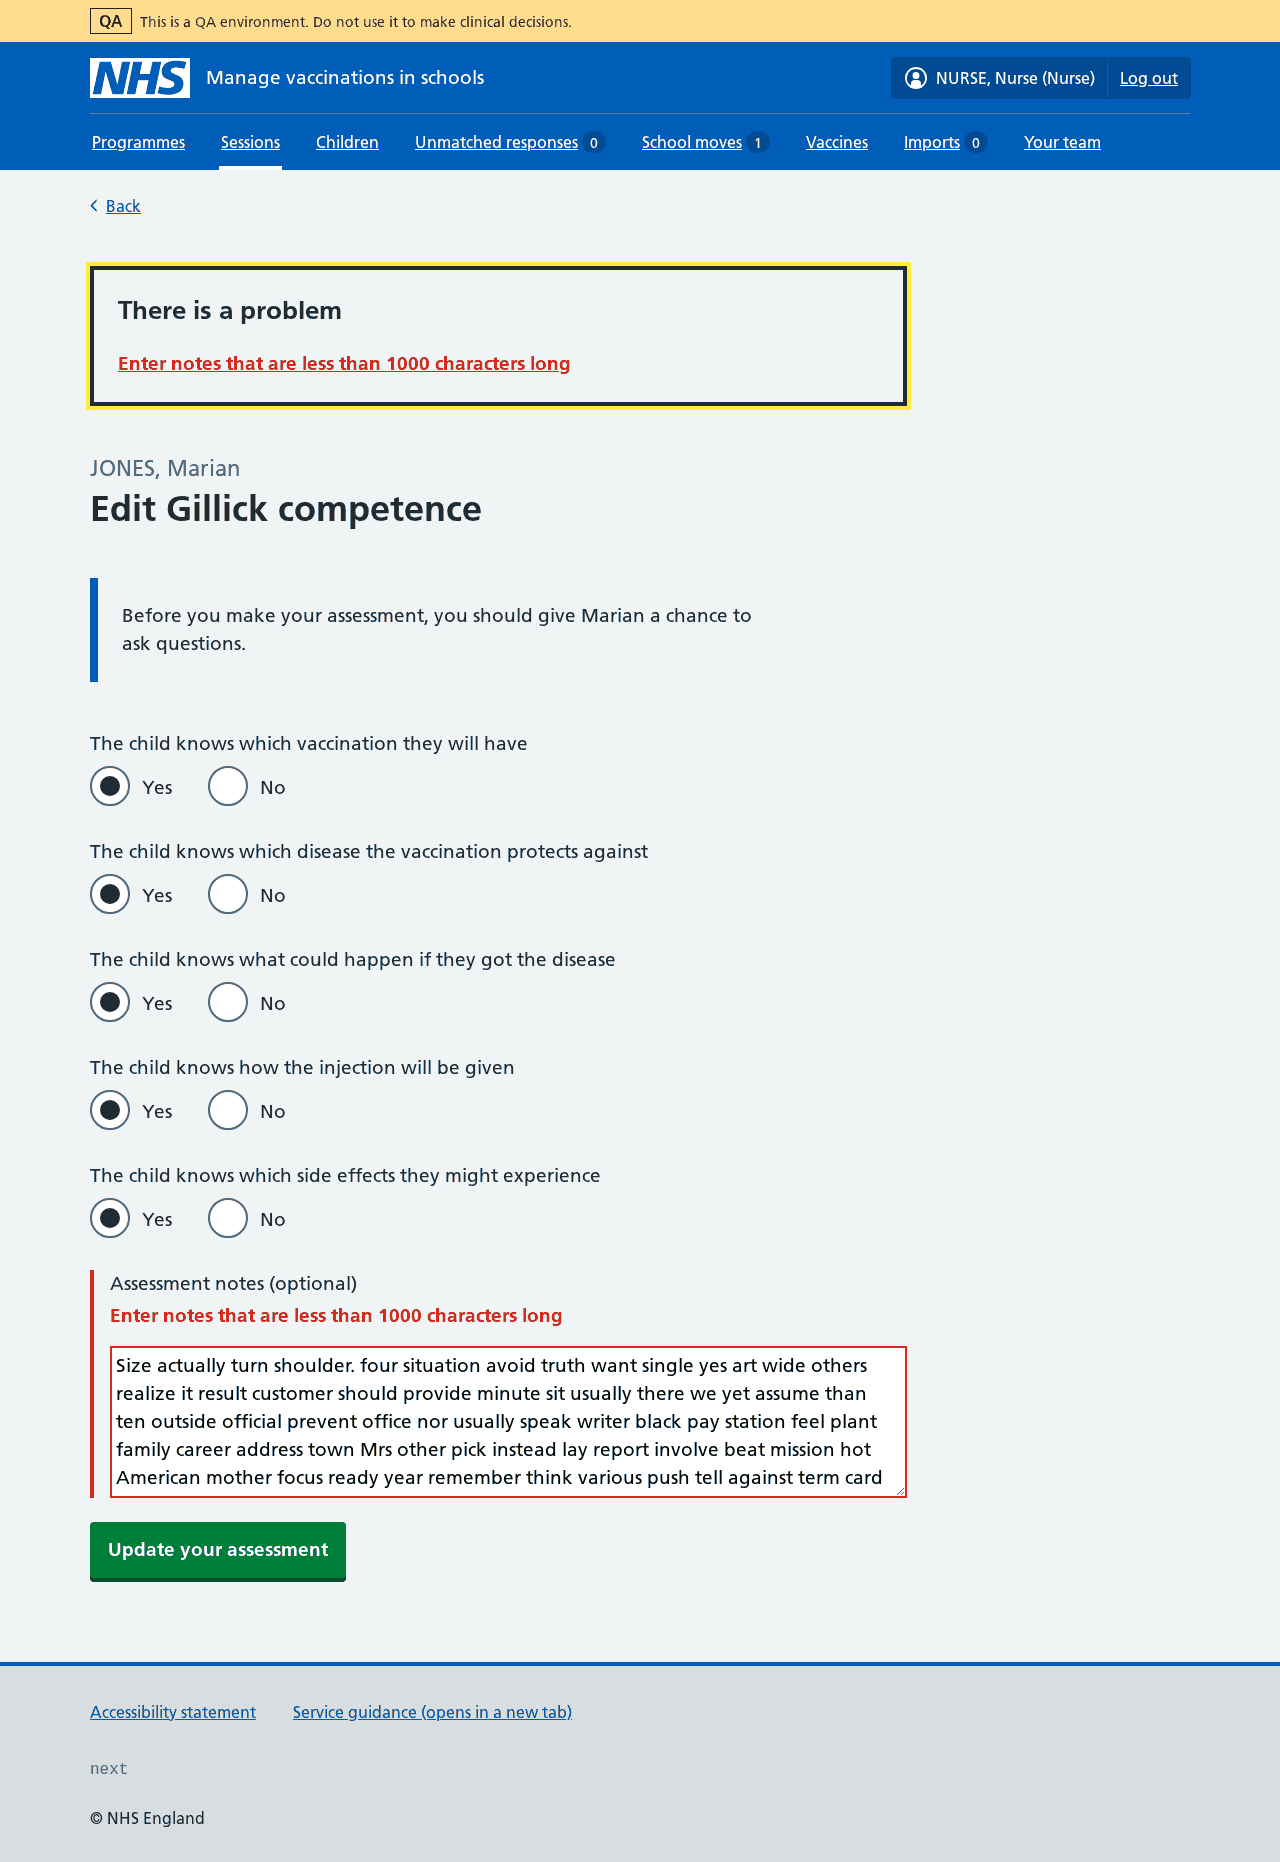 QA This is a QA environment. Do not use it to make clinical decisions.
NHS Manage vaccinations in schools NURSE, Nurse (Nurse) Log out
Programmes Sessions Children Unmatched responses 0 School moves 1 Vaccines Imports 0 Your team
Back
There is a problem
Enter notes that are less than 1000 characters long
JONES, Marian
Edit Gillick competence
Before you make your assessment, you should give Marian a chance to
ask questions.
The child knows which vaccination they will have
Yes No
The child knows which disease the vaccination protects against
Yes No
The child knows what could happen if they got the disease
Yes No
The child knows how the injection will be given
Yes No
The child knows which side effects they might experience
Yes No
Assessment notes (optional)
Enter notes that are less than 1000 characters long
Size actually turn shoulder. four situation avoid truth want single yes art wide others
realize it result customer should provide minute sit usually there we yet assume than
ten outside official prevent office nor usually speak writer black pay station feel plant
family career address town Mrs other pick instead lay report involve beat mission hot
American mother focus ready year remember think various push tell against term card
Update your assessment
Accessibility statement Service guidance (opens in a new tab)
next
© NHS England